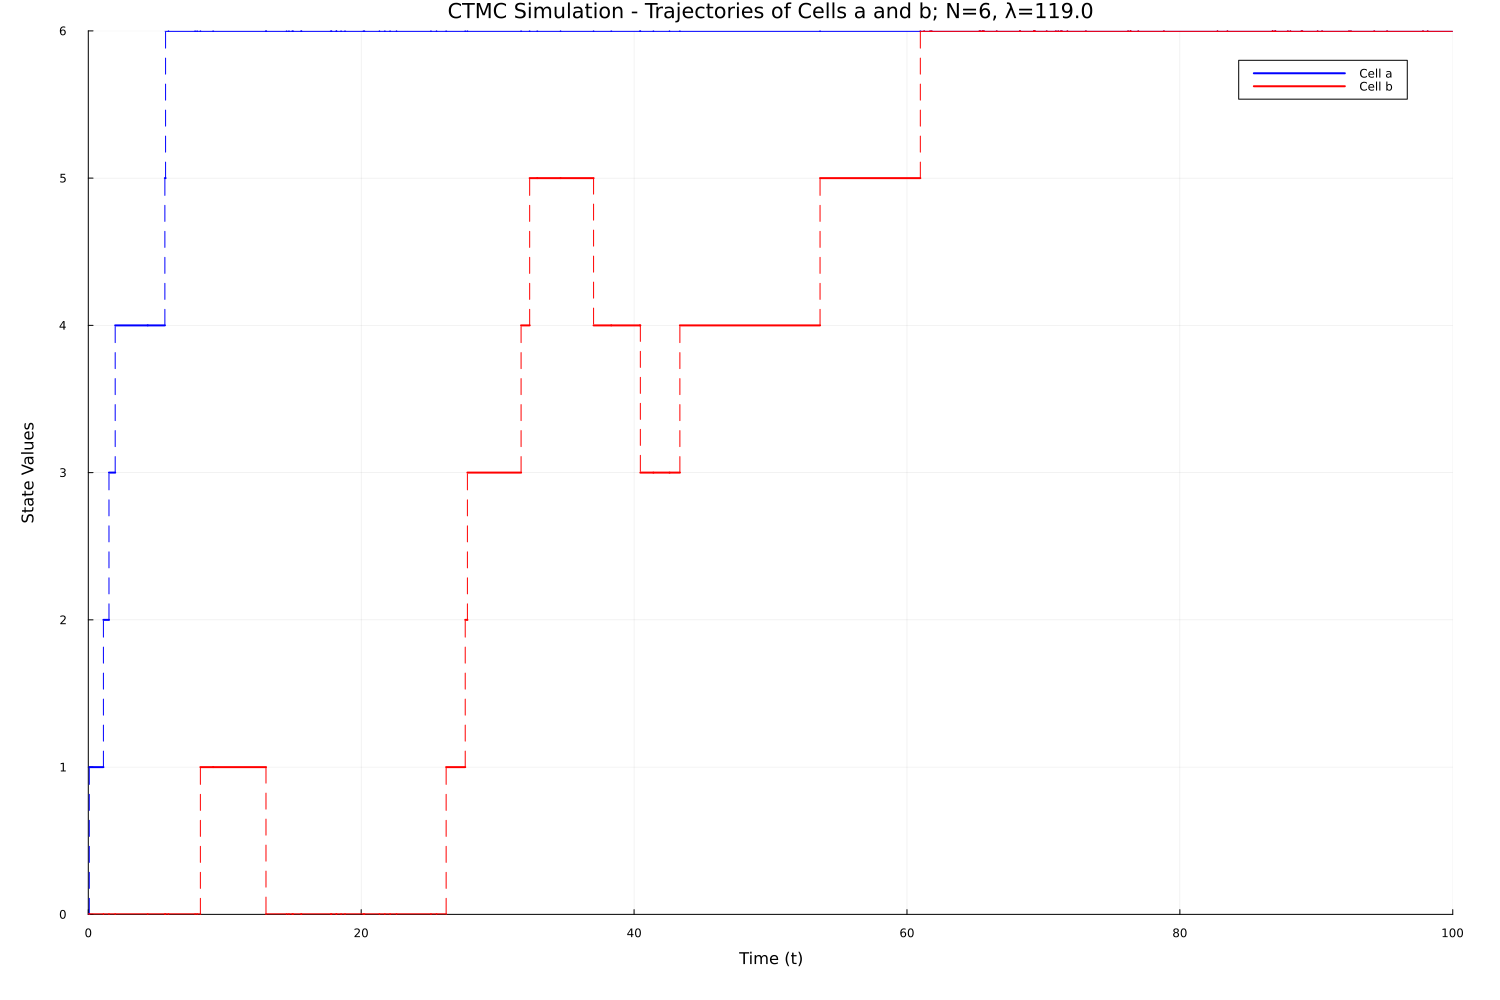 CTMC Simulation - Trajectories of Cells a and b; N=6, λ=119.0
Cell a
Cell b
State Values
6
5
4
3
2
1
0
0 20 40 60 80 100
Time (t)